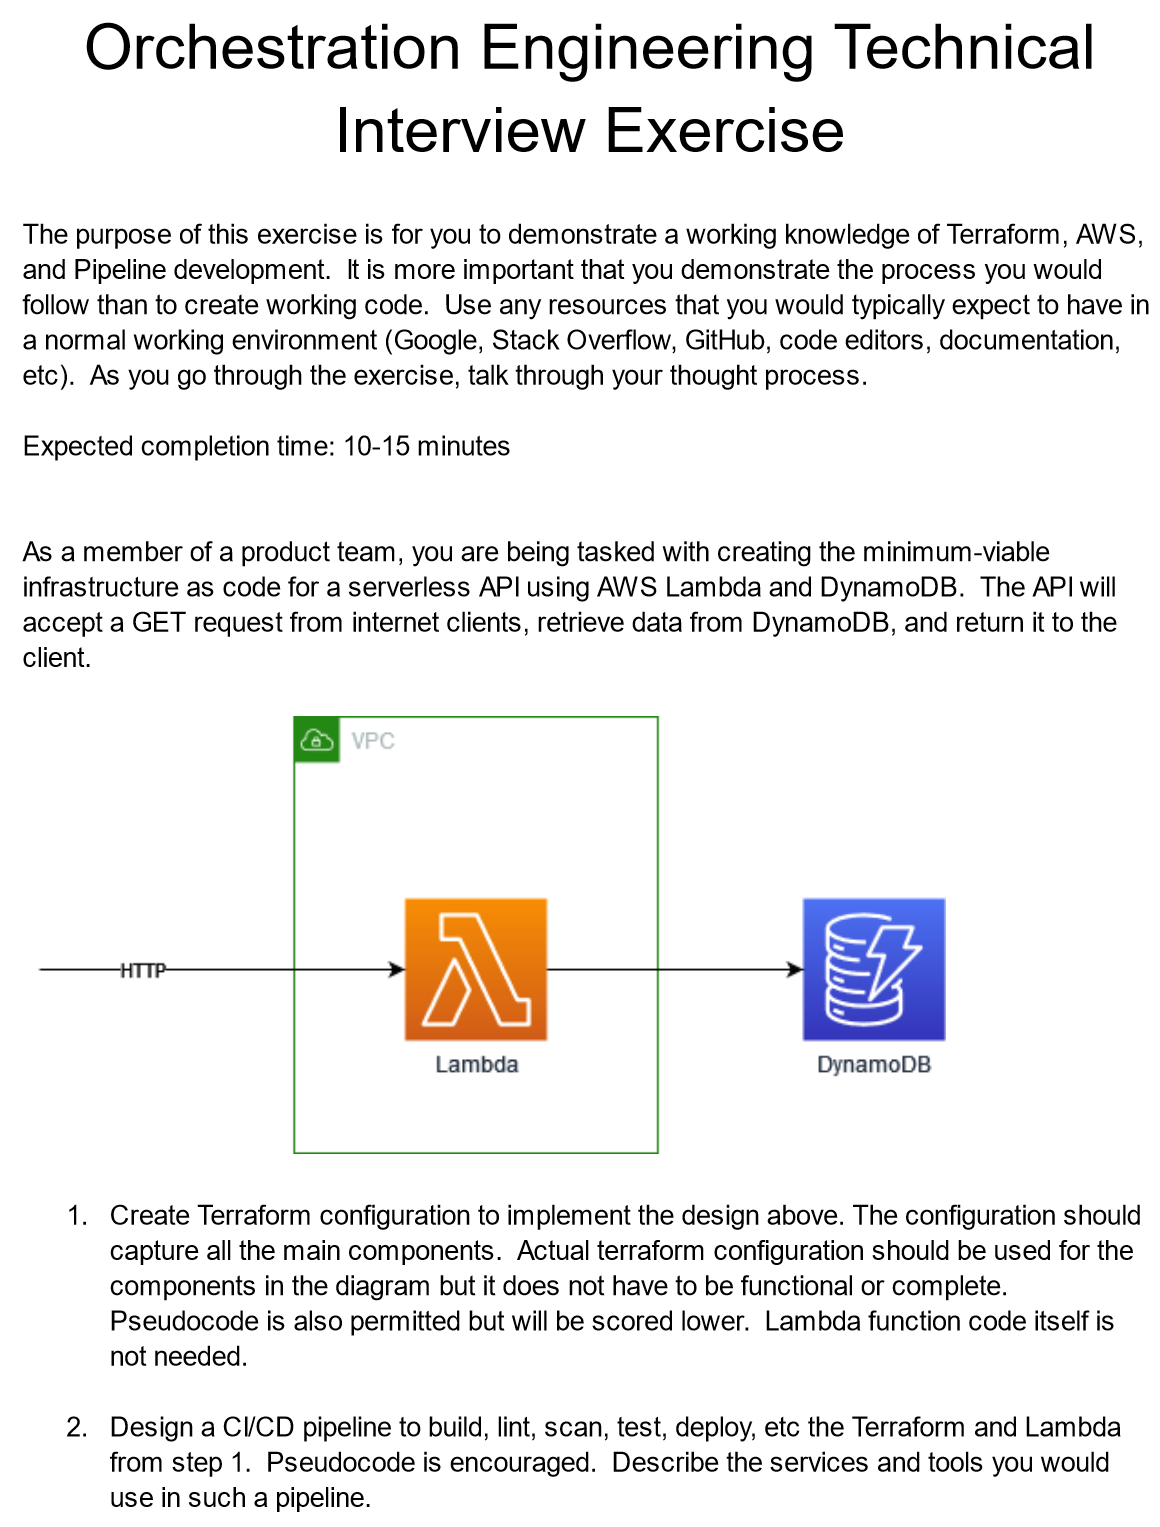 Orchestration Engineering Technical
Interview Exercise
The purpose of this exercise is for you to demonstrate a working knowledge of Terraform, AWS,
and Pipeline development.  It is more important that you demonstrate the process you would
follow than to create working code.  Use any resources that you would typically expect to have in
a normal working environment (Google, Stack Overflow, GitHub, code editors, documentation,
etc).  As you go through the exercise, talk through your thought process.
Expected completion time: 10-15 minutes
As a member of a product team, you are being tasked with creating the minimum-viable
infrastructure as code for a serverless API using AWS Lambda and DynamoDB.  The API will
accept a GET request from internet clients, retrieve data from DynamoDB, and return it to the
client.
VPC
HTTP
Lambda
DynamoDB
1. Create Terraform configuration to implement the design above. The configuration should
capture all the main components.  Actual terraform configuration should be used for the
components in the diagram but it does not have to be functional or complete.
Pseudocode is also permitted but will be scored lower.  Lambda function code itself is
not needed.
2. Design a CI/CD pipeline to build, lint, scan, test, deploy, etc the Terraform and Lambda
from step 1.  Pseudocode is encouraged.  Describe the services and tools you would
use in such a pipeline.